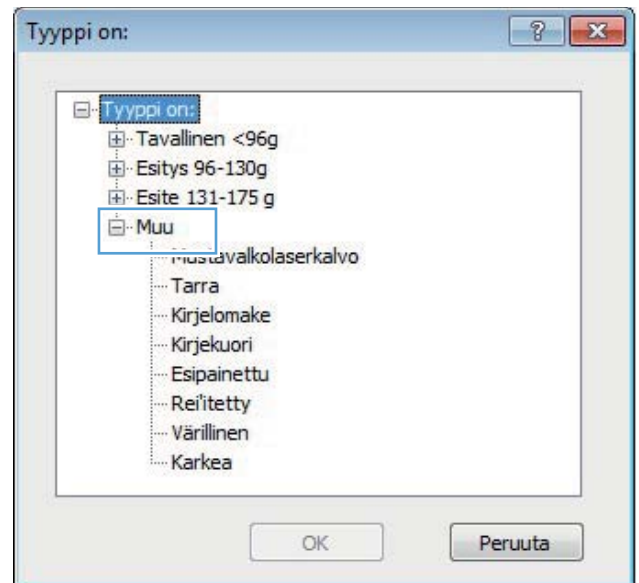 Tyyppi on:
Tyyppi on:
Tavallinen <96g
Esitys 96-130g
Esite 131-175 g
Muu
Mustavalkolaserkalvo
Tarra
Kirjelomake
Kirjekuori
Esipainettu
Rei'itetty
Värillinen
Karkea
OK
Peruuta